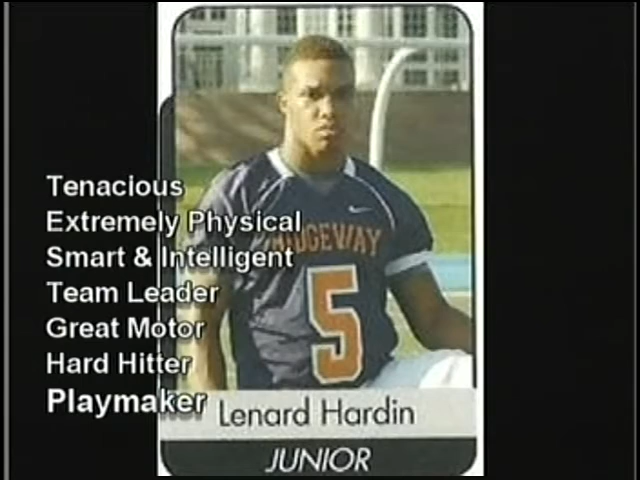 Tenacious
Extremely Physical
Smart & Intelligent
Team Leader
Great Motor
Hard Hitter
Playmaker
RIDGEWAY
5
Lenard Hardin
JUNIOR